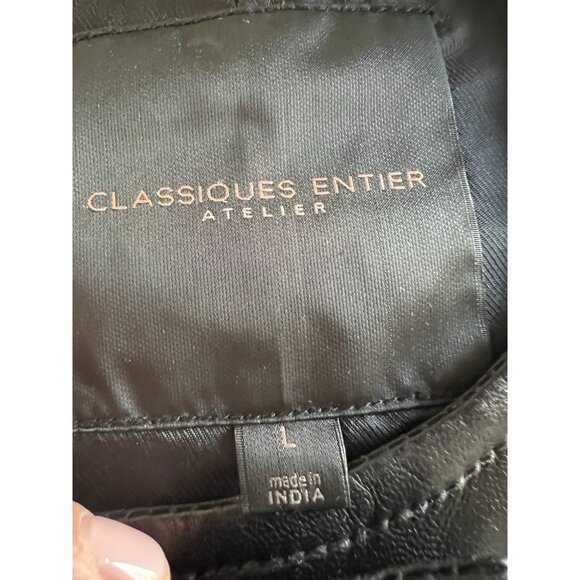 CLASSIQUES ENTIER
ATELIER
L
made in
INDIA